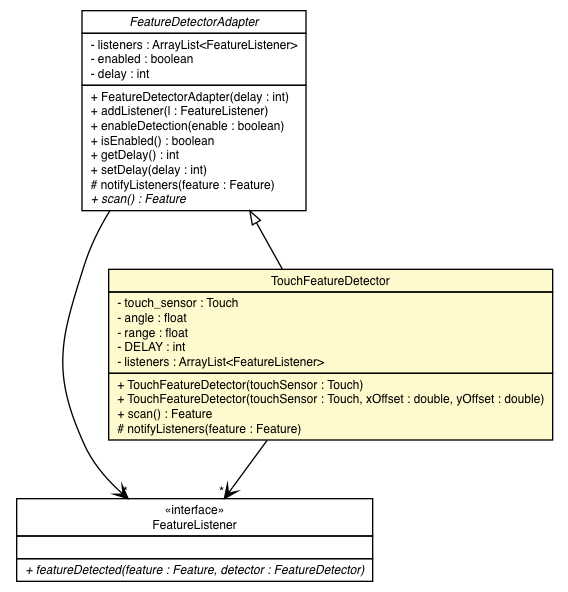 FeatureDetectorAdapter
- listeners : ArrayList<FeatureListener>
- enabled : boolean
- delay : int
+ FeatureDetectorAdapter(delay : int)
+ addListener(l : FeatureListener)
+ enableDetection(enable : boolean)
+ isEnabled() : boolean
+ getDelay() : int
+ setDelay(delay : int)
# notifyListeners(feature : Feature)
+ scan() : Feature
TouchFeatureDetector
- touch_sensor : Touch
- angle : float
- range : float
- DELAY : int
- listeners : ArrayList<FeatureListener>
+ TouchFeatureDetector(touchSensor : Touch)
+ TouchFeatureDetector(touchSensor : Touch, xOffset : double, yOffset : double)
+ scan() : Feature
# notifyListeners(feature : Feature)
* *
«interface»
FeatureListener
+ featureDetected(feature : Feature, detector : FeatureDetector)